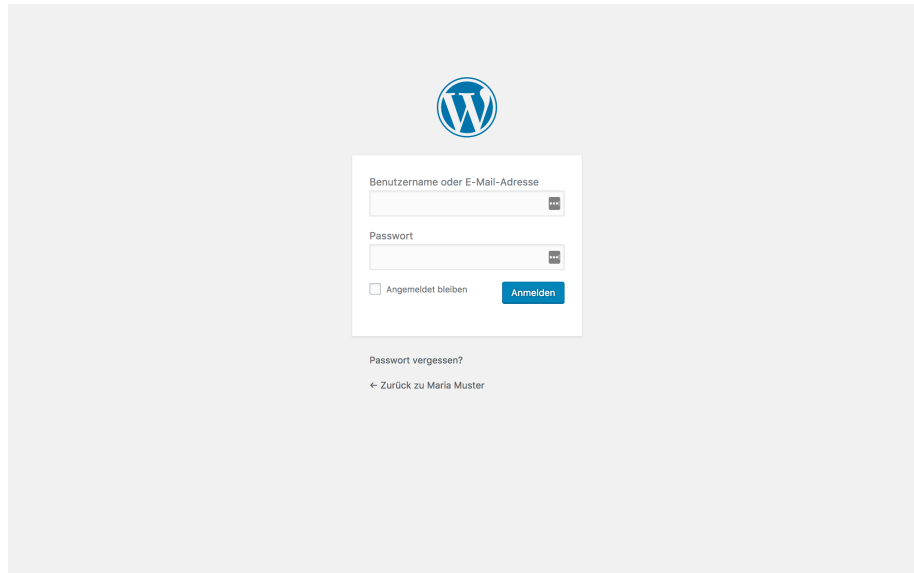 Benutzername oder E-Mail-Adresse
Passwort
Angemeldet bleiben
Anmelden
Passwort vergessen?
← Zurück zu Maria Muster